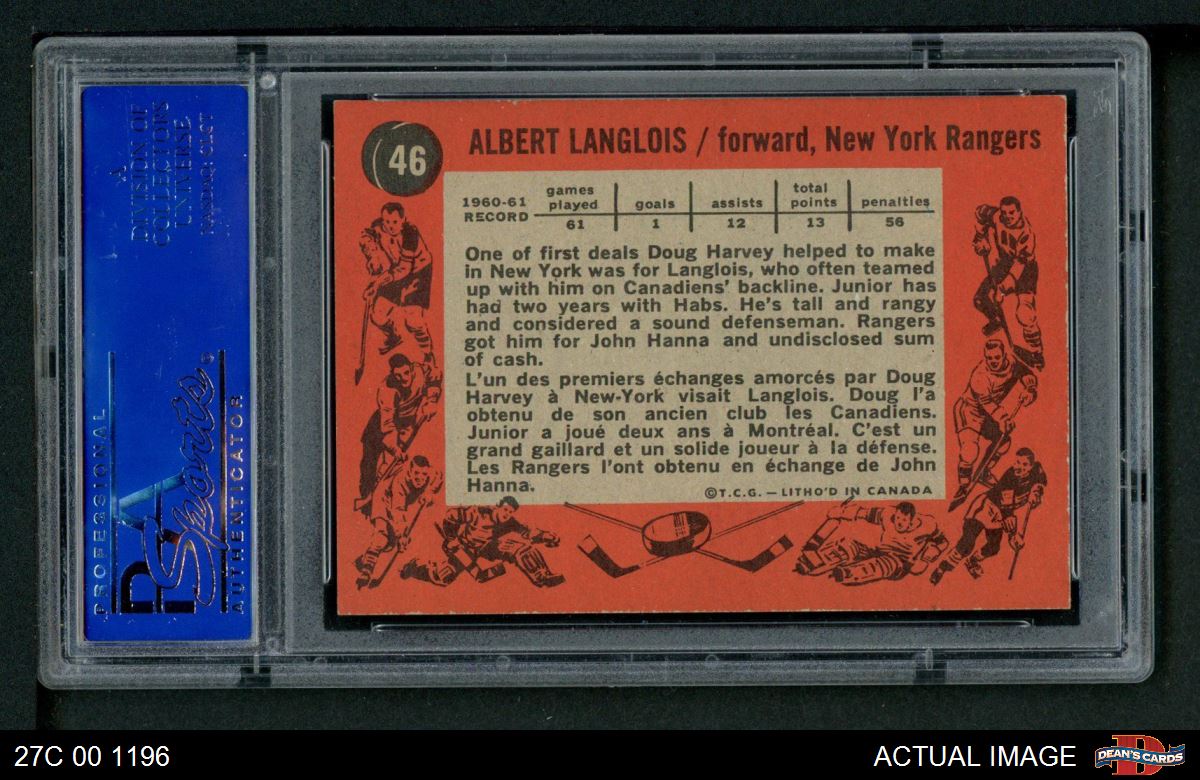 A
DIVISION OF
COLLECTORS
UNIVERSE
NASDAQ: CLCT
PROFESSIONAL
PSA
Sports
®
AUTHENTICATOR
46
ALBERT LANGLOIS / forward, New York Rangers
1960-61 RECORD
games played goals assists total points penalties
61 1 12 13 56
One of first deals Doug Harvey helped to make
in New York was for Langlois, who often teamed
up with him on Canadiens' backline. Junior has
had two years with Habs. He's tall and rangy
and considered a sound defenseman. Rangers
got him for John Hanna and undisclosed sum
of cash.
L'un des premiers échanges amorcés par Doug
Harvey à New-York visait Langlois. Doug l'a
obtenu de son ancien club les Canadiens.
Junior a joué deux ans à Montréal. C'est un
grand gaillard et un solide joueur à la défense.
Les Rangers l'ont obtenu en échange de John
Hanna.
©T.C.G. — LITHO'D IN CANADA
27C 00 1196
ACTUAL IMAGE
DEAN'S CARDS